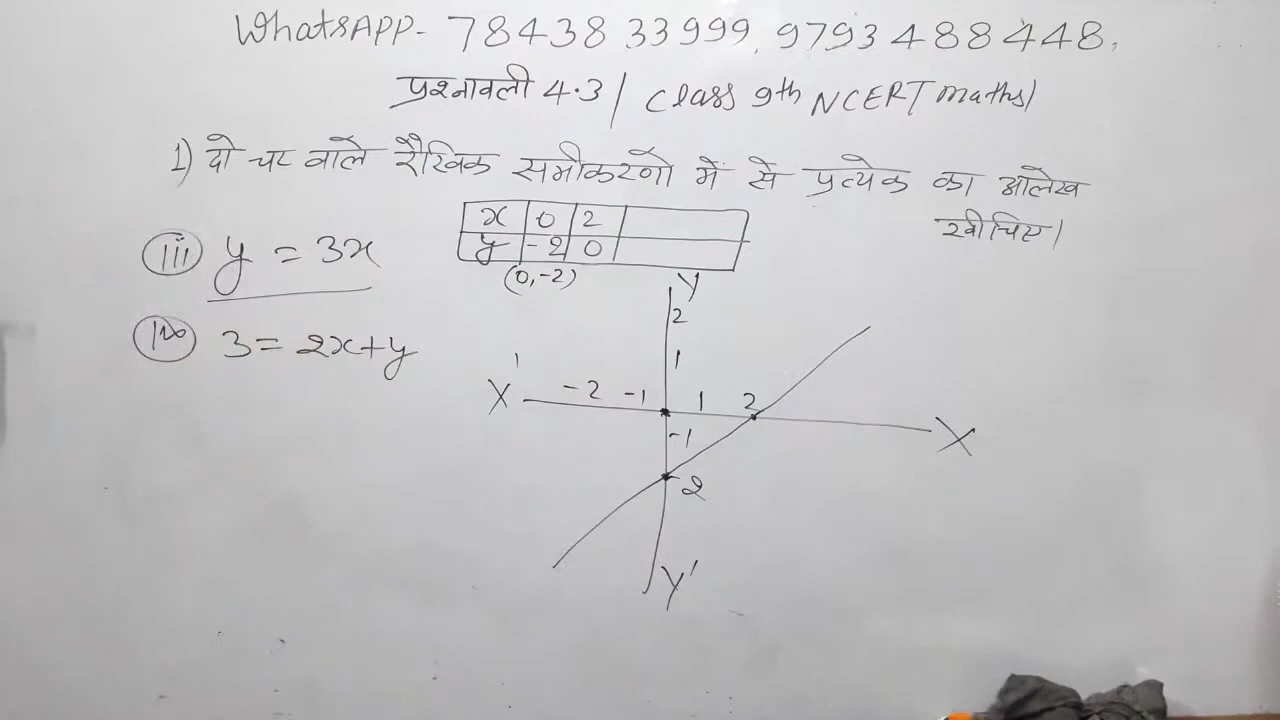 WhatsAPP- 78438 33999, 9793488448,
प्रश्नावली 4.3 / Class 9th NCERT maths/
1) दो चर वाले रैखिक समीकरणों में से प्रत्येक का आलेख
खींचिए/
x 0 2
y -2 0
(0,-2)
iii y = 3x
iv 3 = 2x+y
Y
2
1
X' -2 -1 1 2 X
-1
-2
Y'